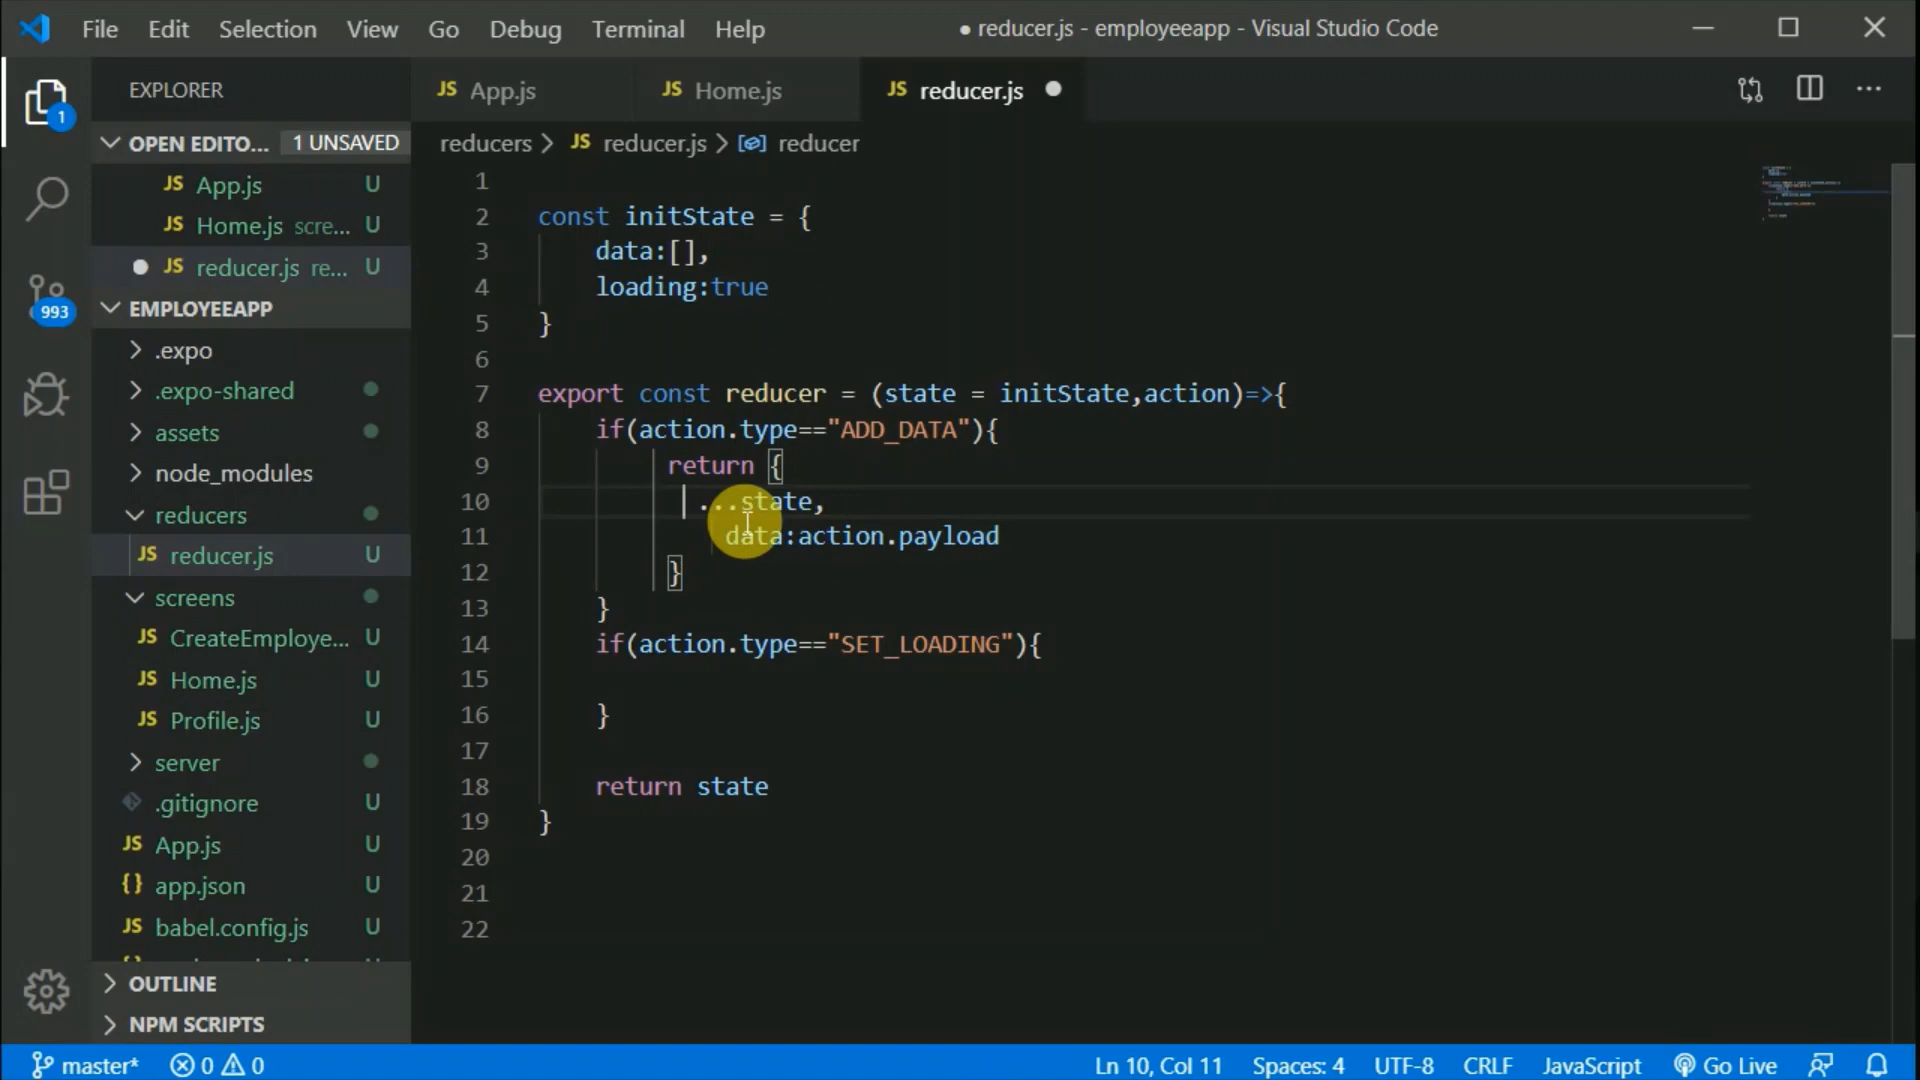 File Edit Selection View Go Debug Terminal Help
● reducer.js - employeeapp - Visual Studio Code
EXPLORER
JS App.js JS Home.js JS reducer.js
OPEN EDITO... 1 UNSAVED
reducers > JS reducer.js > reducer
JS App.js U
JS Home.js scre... U
JS reducer.js re... U
EMPLOYEEAPP
.expo
.expo-shared
assets
node_modules
reducers
JS reducer.js U
screens
JS CreateEmploye... U
JS Home.js U
JS Profile.js U
server
.gitignore U
JS App.js U
{} app.json U
JS babel.config.js U
OUTLINE
NPM SCRIPTS
1
993
1
2 const initState = {
3 data:[],
4 loading:true
5 }
6
7 export const reducer = (state = initState,action)=>{
8 if(action.type=="ADD_DATA"){
9 return {
10 ...state,
11 data:action.payload
12 }
13 }
14 if(action.type=="SET_LOADING"){
15
16 }
17
18 return state
19 }
20
21
22
master* 0 0 Ln 10, Col 11 Spaces: 4 UTF-8 CRLF JavaScript Go Live